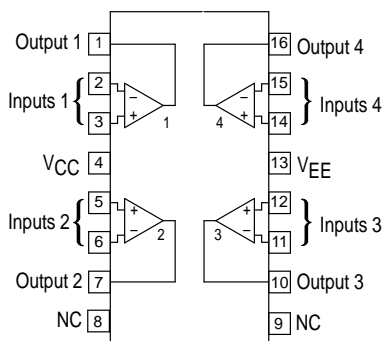 Output 1 1 16 Output 4
Inputs 1 { 2 − − 15 } Inputs 4
3 + 1 4 + 14
VCC 4 13 VEE
Inputs 2 { 5 + + 12 } Inputs 3
6 − 2 3 − 11
Output 2 7 10 Output 3
NC 8 9 NC